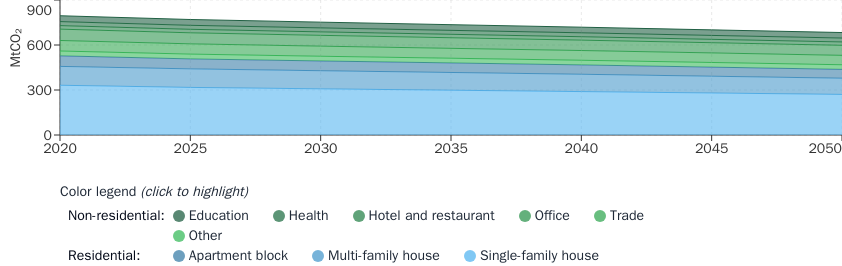 900
600
300
0
MtCO₂
2020 2025 2030 2035 2040 2045 2050
Color legend (click to highlight)
Non-residential: Education Health Hotel and restaurant Office Trade
Other
Residential: Apartment block Multi-family house Single-family house